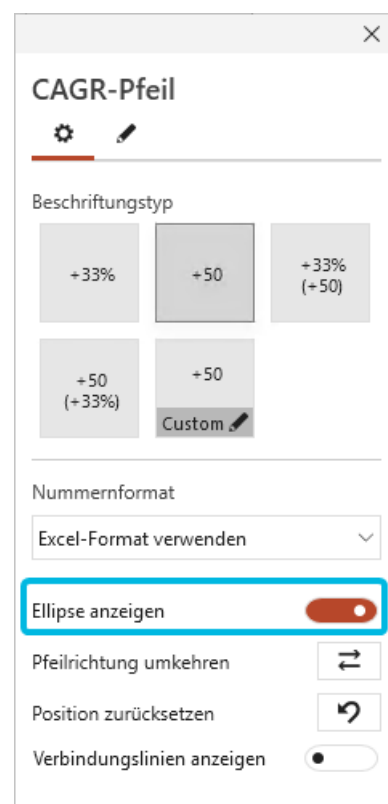 CAGR-Pfeil
Beschriftungstyp
+33%
+50
+33%
(+50)
+50
(+33%)
+50
Custom
Nummernformat
Excel-Format verwenden
Ellipse anzeigen
Pfeilrichtung umkehren
Position zurücksetzen
Verbindungslinien anzeigen